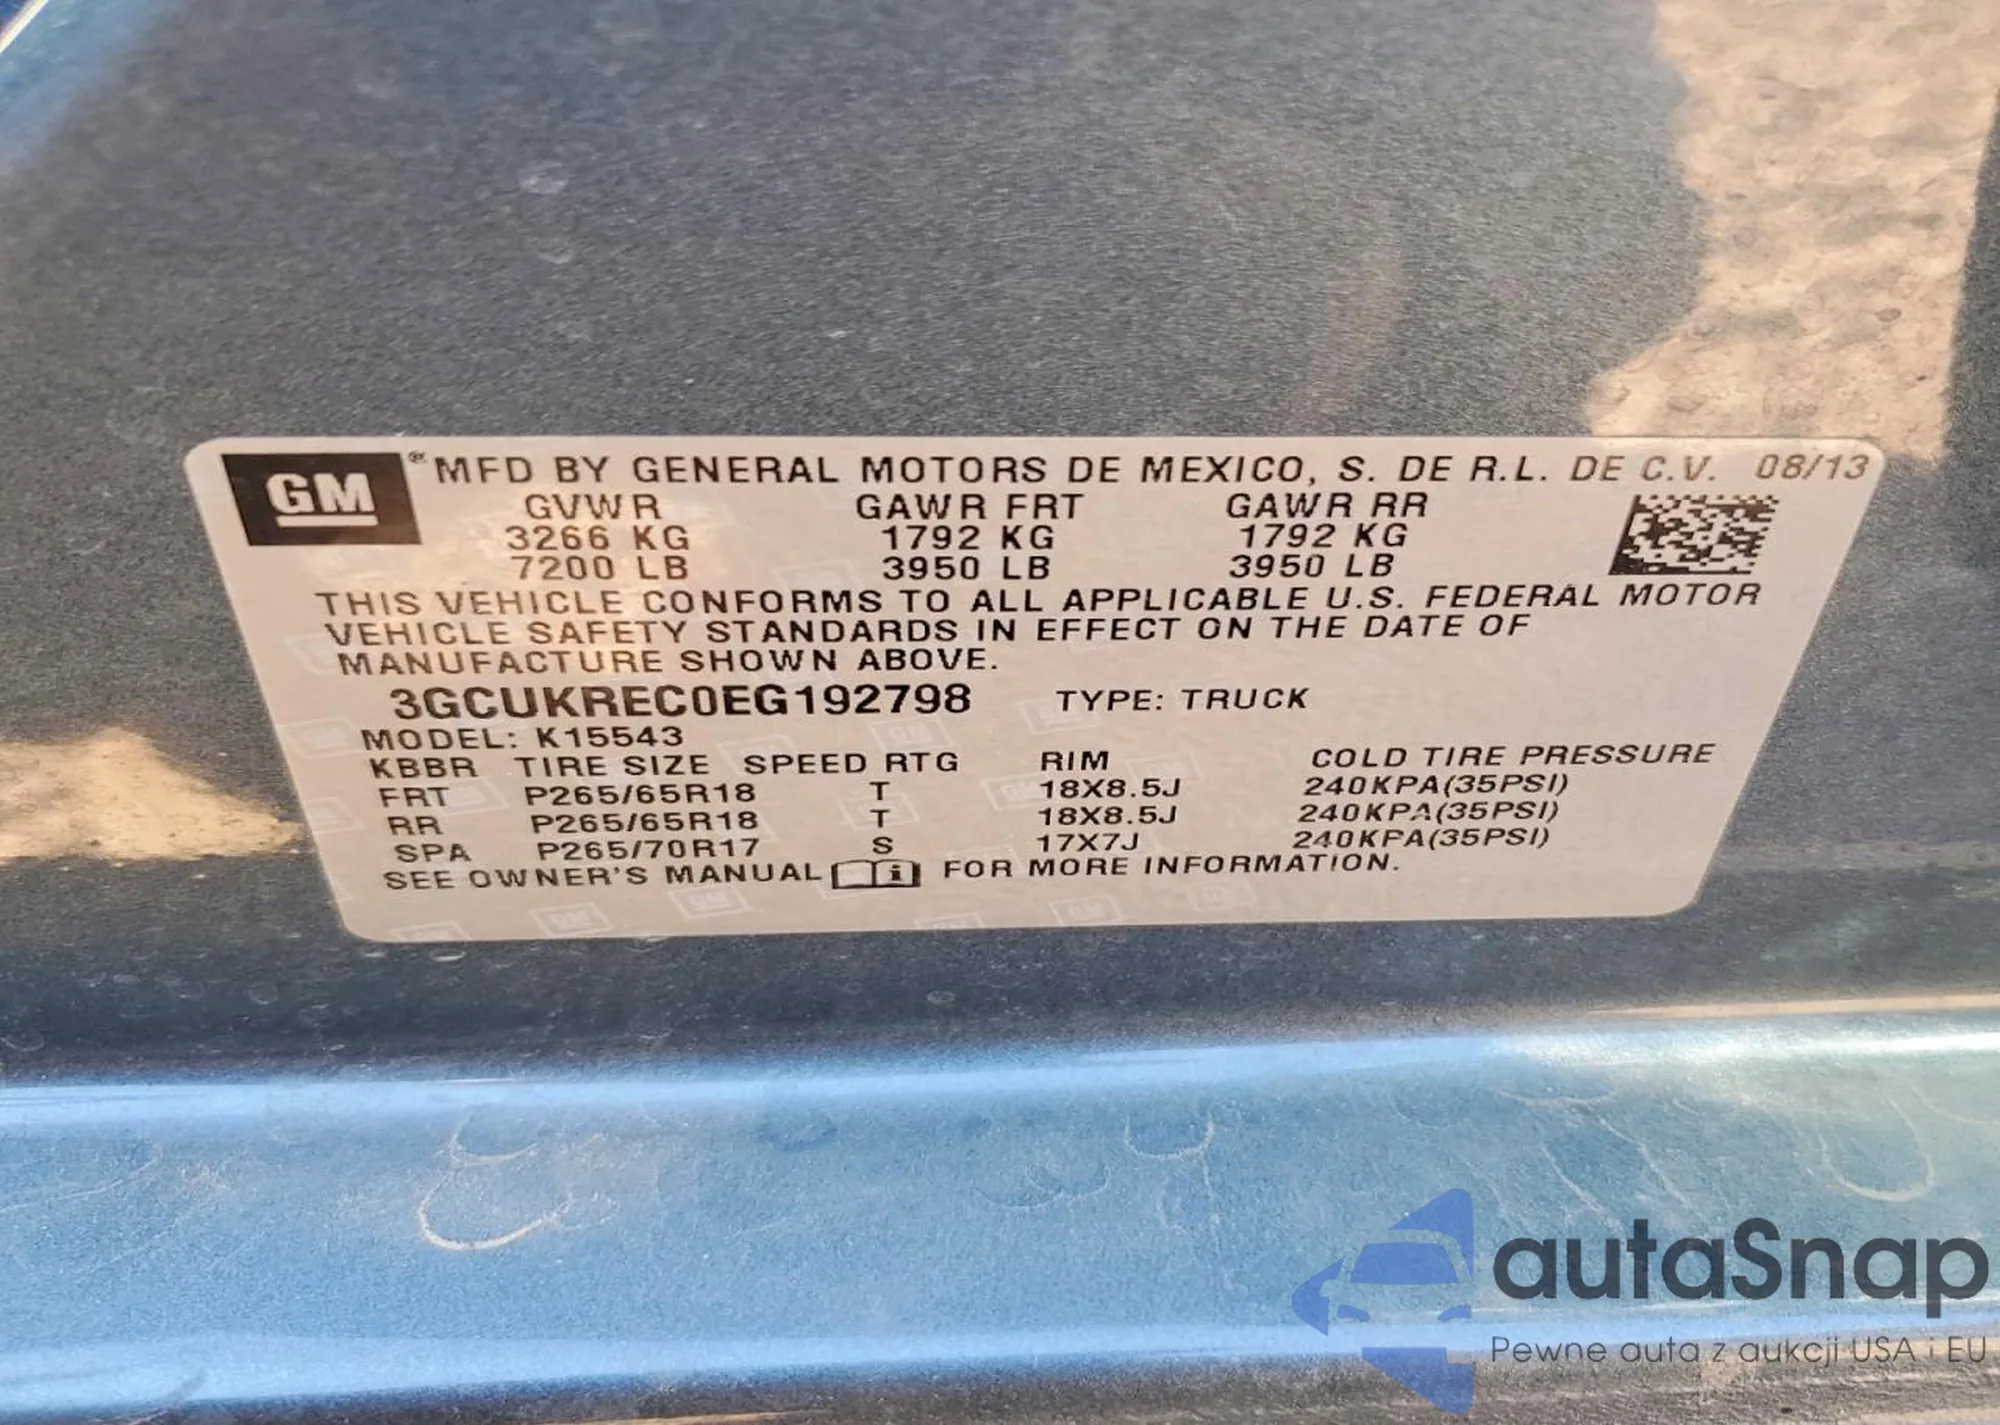 GM ® MFD BY GENERAL MOTORS DE MEXICO, S. DE R.L. DE C.V. 08/13
GVWR GAWR FRT GAWR RR
3266 KG 1792 KG 1792 KG
7200 LB 3950 LB 3950 LB
THIS VEHICLE CONFORMS TO ALL APPLICABLE U.S. FEDERAL MOTOR
VEHICLE SAFETY STANDARDS IN EFFECT ON THE DATE OF
MANUFACTURE SHOWN ABOVE.
3GCUKREC0EG192798 TYPE: TRUCK
MODEL: K15543
KBBR TIRE SIZE SPEED RTG RIM COLD TIRE PRESSURE
FRT P265/65R18 T 18X8.5J 240KPA(35PSI)
RR P265/65R18 T 18X8.5J 240KPA(35PSI)
SPA P265/70R17 S 17X7J 240KPA(35PSI)
SEE OWNER'S MANUAL i FOR MORE INFORMATION.
autaSnap
Pewne auta z aukcji USA i EU